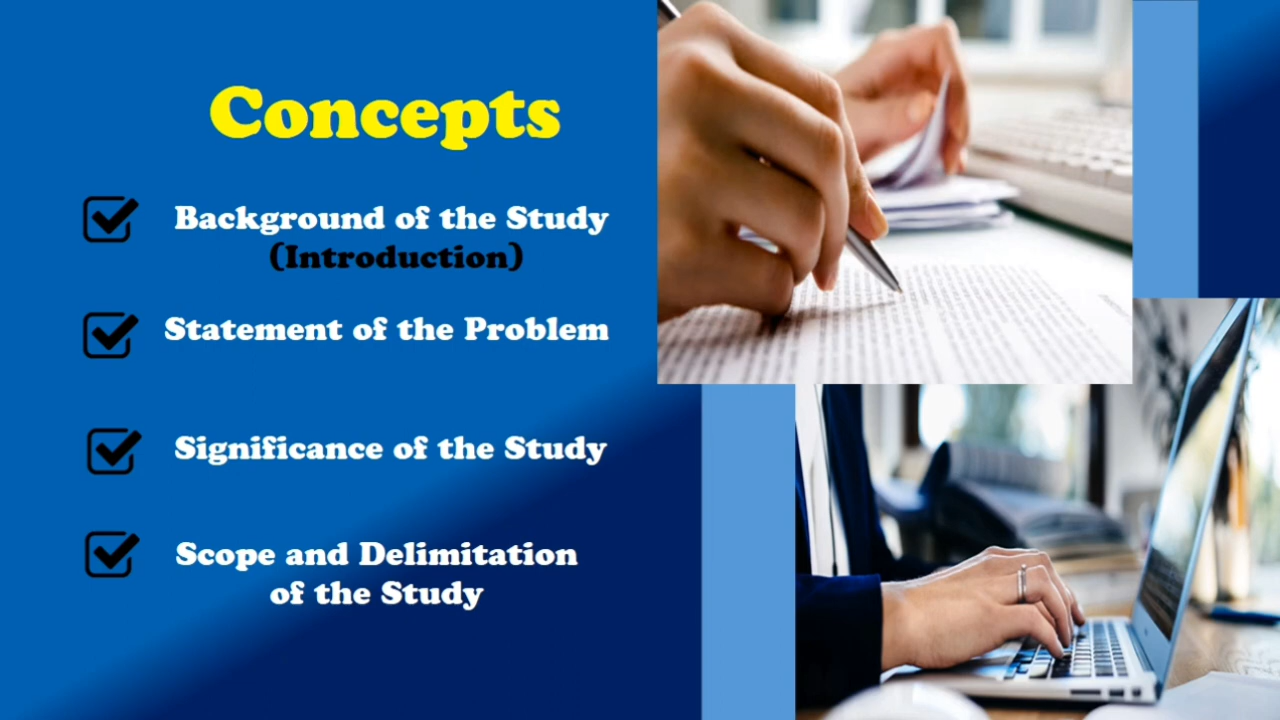 Concepts
Background of the Study
(Introduction)
Statement of the Problem
Significance of the Study
Scope and Delimitation
of the Study